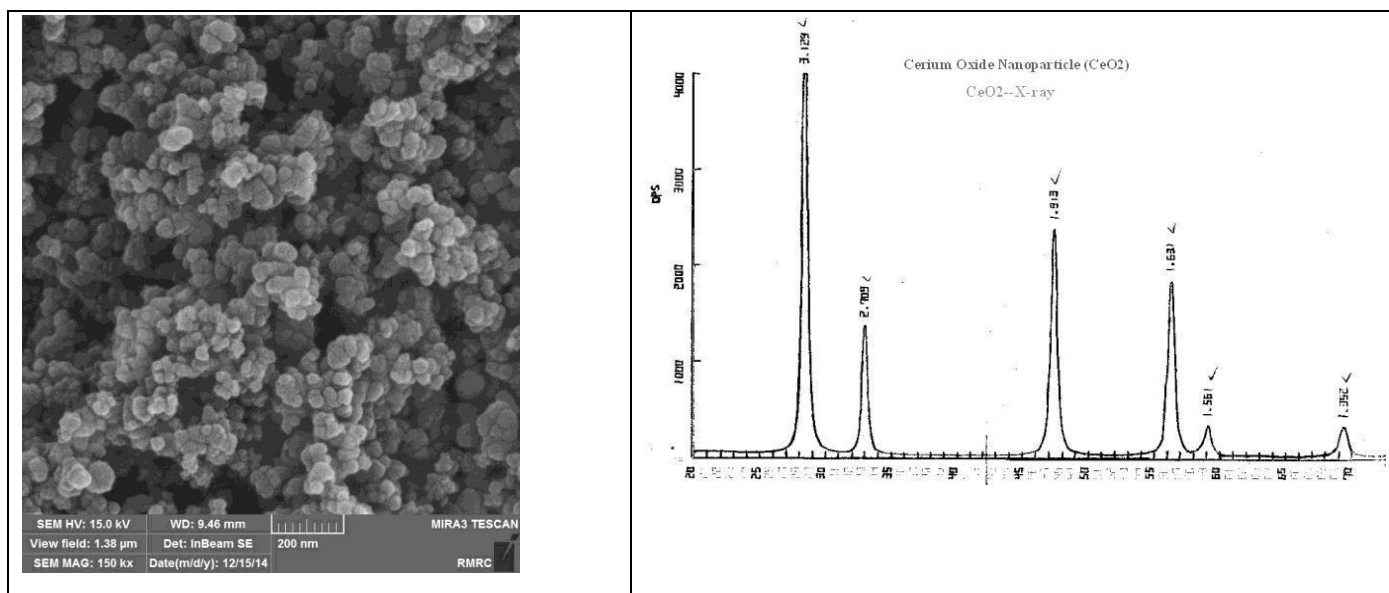 SEM HV: 15.0 kV
WD: 9.46 mm
MIRA3 TESCAN
View field: 1.38 µm
Det: InBeam SE
200 nm
SEM MAG: 150 kx
Date(m/d/y): 12/15/14
RMRC
Cerium Oxide Nanoparticle (CeO2)
CeO2--X-ray
cps
4000
3000
2000
1000
3.129
2.709
1.913
1.631
1.561
1.352
20
25
30
35
40
45
50
55
60
65
70